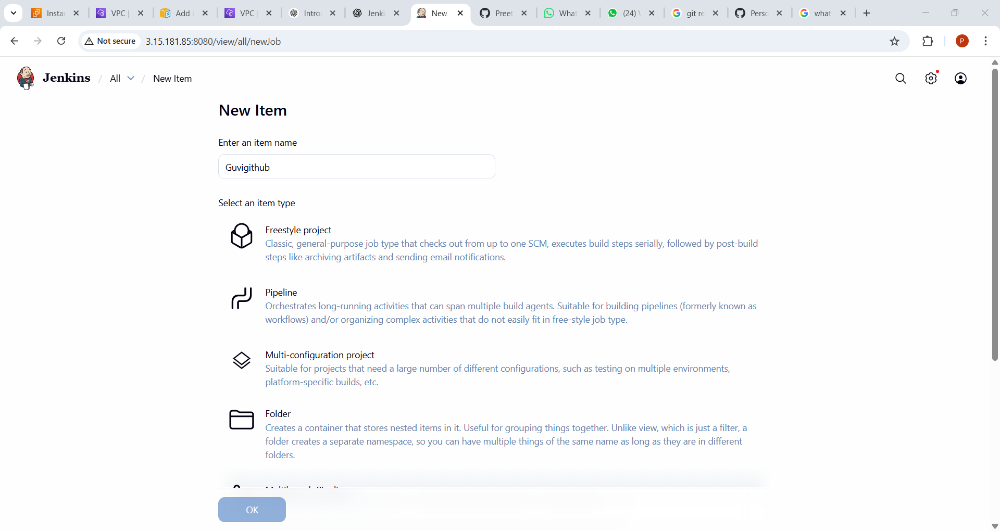 Instar
VPC |
Add i
VPC |
Intro
Jenki
New
Preet
What
(24)
git re
Perso
what
Not secure
3.15.181.85:8080/view/all/newJob
P
Jenkins / All / New Item
New Item
Enter an item name
Guvigithub
Select an item type
Freestyle project
Classic, general-purpose job type that checks out from up to one SCM, executes build steps serially, followed by post-build
steps like archiving artifacts and sending email notifications.
Pipeline
Orchestrates long-running activities that can span multiple build agents. Suitable for building pipelines (formerly known as
workflows) and/or organizing complex activities that do not easily fit in free-style job type.
Multi-configuration project
Suitable for projects that need a large number of different configurations, such as testing on multiple environments,
platform-specific builds, etc.
Folder
Creates a container that stores nested items in it. Useful for grouping things together. Unlike view, which is just a filter, a
folder creates a separate namespace, so you can have multiple things of the same name as long as they are in different
folders.
OK